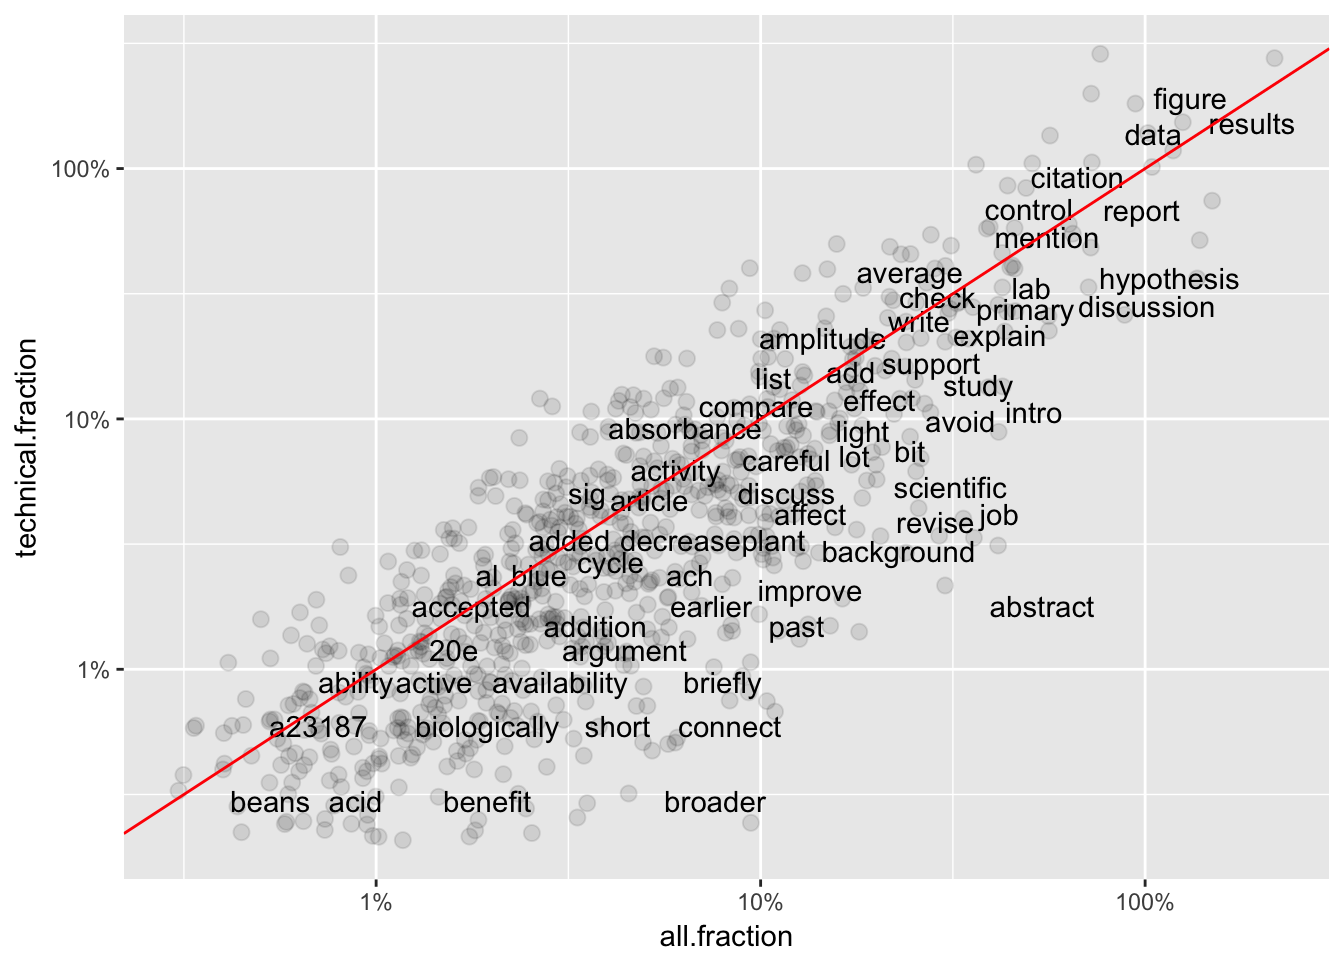 figure
results
data
100%
citation
control report
mention
average hypothesis
check lab
primary discussion
write
amplitude explain
support
list add study
compare effect intro
10% avoid
absorbance light
careful lot bit
activity
sig article discuss scientific
affect revise job
technical.fraction
added decrease plant background
cycle
al blue ach
improve
accepted earlier abstract
addition past
20e argument
1%
ability active availability briefly
a23187 biologically short connect
beans acid benefit broader
1% 10% 100%
all.fraction